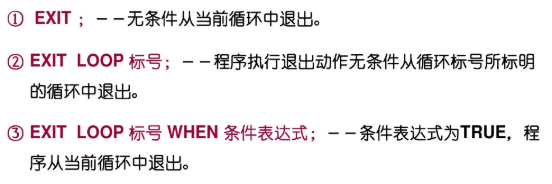 ① EXIT；－－无条件从当前循环中退出。
② EXIT LOOP 标号；－－程序执行退出动作无条件从循环标号所标明
的循环中退出。
③ EXIT LOOP 标号 WHEN 条件表达式；－－条件表达式为TRUE，程
序从当前循环中退出。